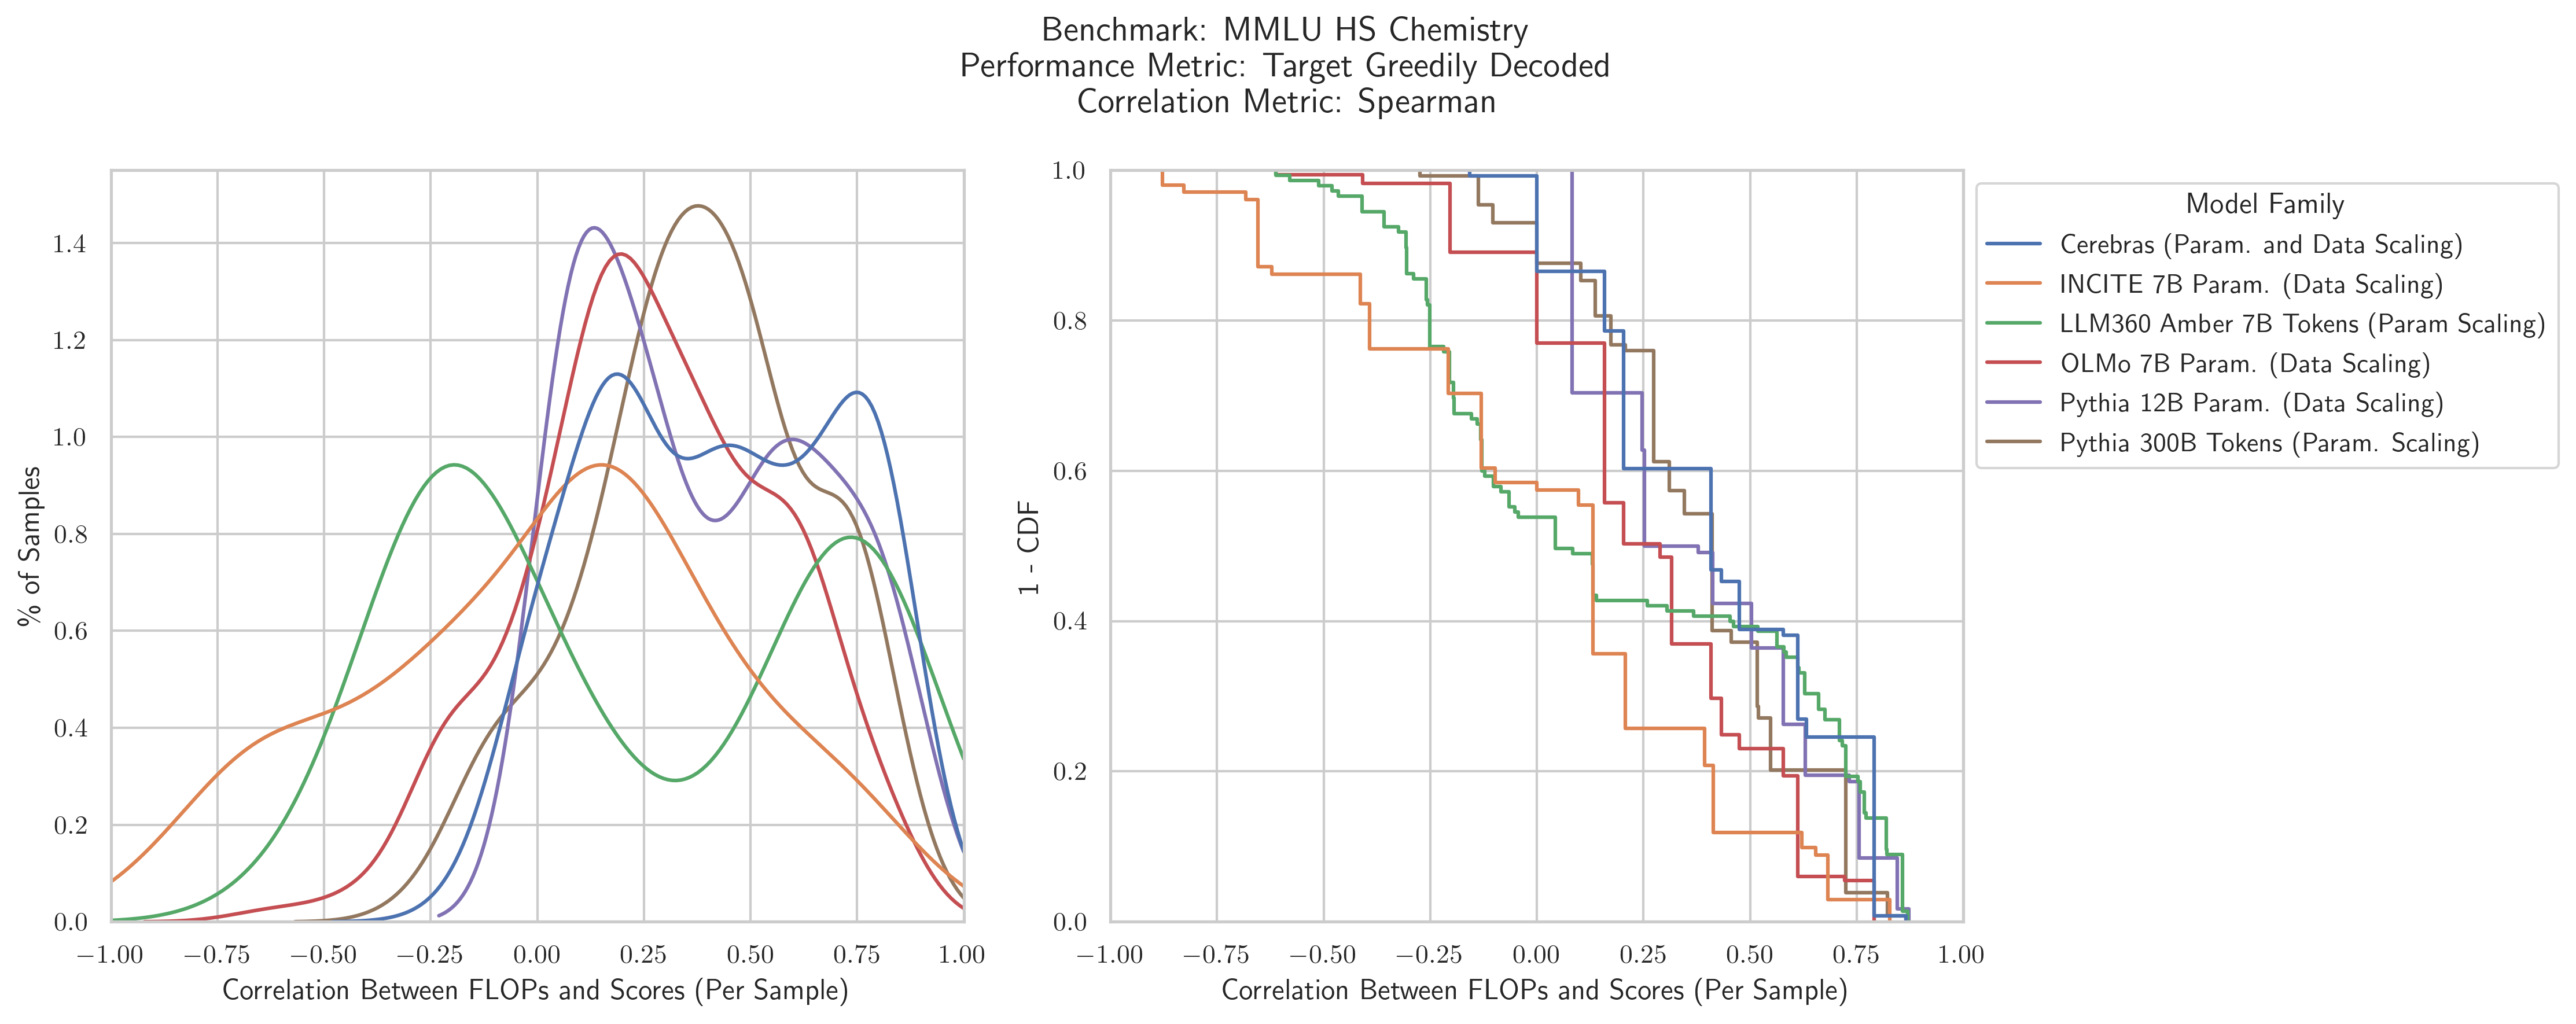 Benchmark: MMLU HS Chemistry
Performance Metric: Target Greedily Decoded
Correlation Metric: Spearman
% of Samples
1.4
1.2
1.0
0.8
0.6
0.4
0.2
0.0
−1.00 −0.75 −0.50 −0.25 0.00 0.25 0.50 0.75 1.00
Correlation Between FLOPs and Scores (Per Sample)
1 - CDF
1.0
0.8
0.6
0.4
0.2
0.0
−1.00 −0.75 −0.50 −0.25 0.00 0.25 0.50 0.75 1.00
Correlation Between FLOPs and Scores (Per Sample)
Model Family
Cerebras (Param. and Data Scaling)
INCITE 7B Param. (Data Scaling)
LLM360 Amber 7B Tokens (Param Scaling)
OLMo 7B Param. (Data Scaling)
Pythia 12B Param. (Data Scaling)
Pythia 300B Tokens (Param. Scaling)